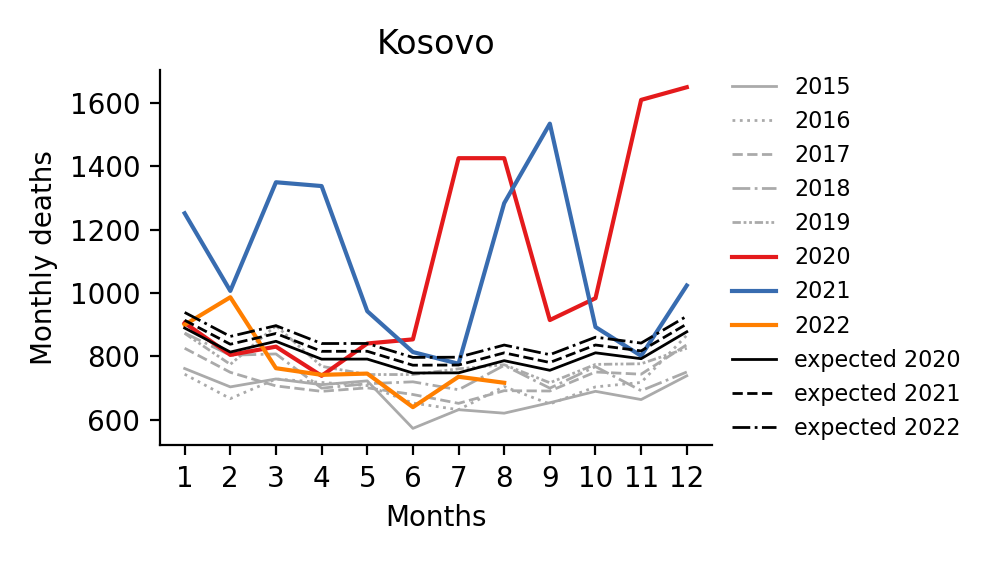 Kosovo
Monthly deaths
1600
1400
1200
1000
800
600
1 2 3 4 5 6 7 8 9 10 11 12
Months
2015
2016
2017
2018
2019
2020
2021
2022
expected 2020
expected 2021
expected 2022